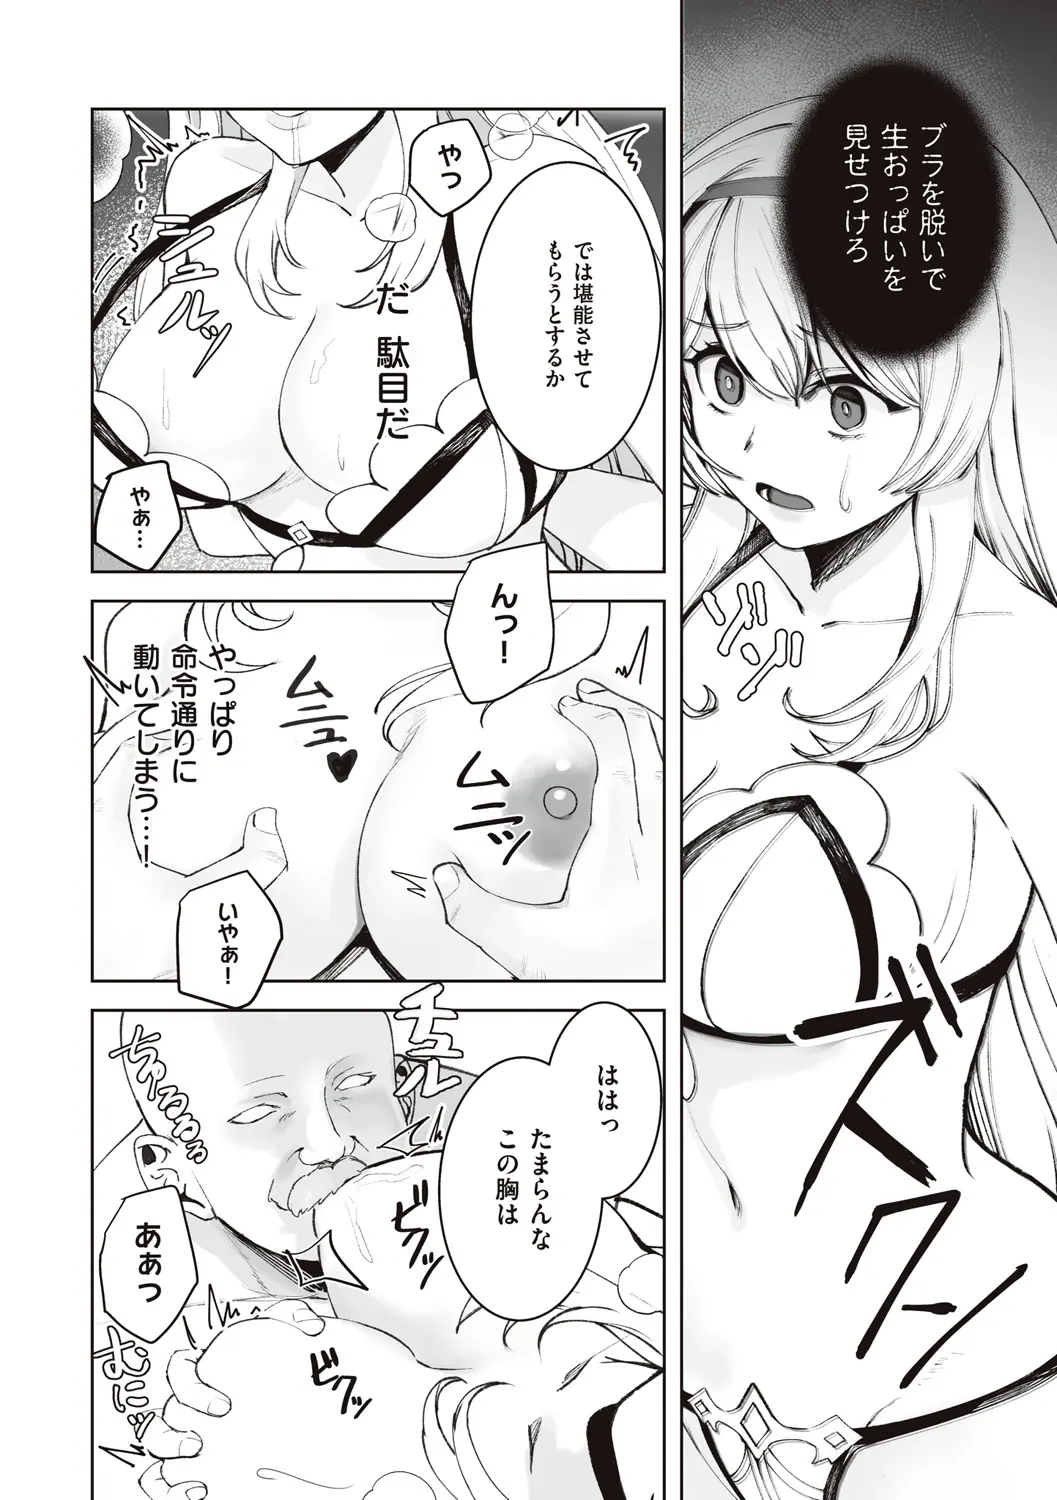 ブラを脱いで
生おっぱいを
見せつけろ
ゾゾ
ズ
クン
では堪能させて
もらうとするか
やっ
シュルッ
だ 駄目だ
やぁ…
んっ！
ムニュ♥
ムニッ
やっぱり
命令通りに
動いてしまう…！
いやぁ！
ははっ
たまらんな
この胸は
チュル
ちゅるるる
ビクッ
ああっ
ビクッ
むにッ